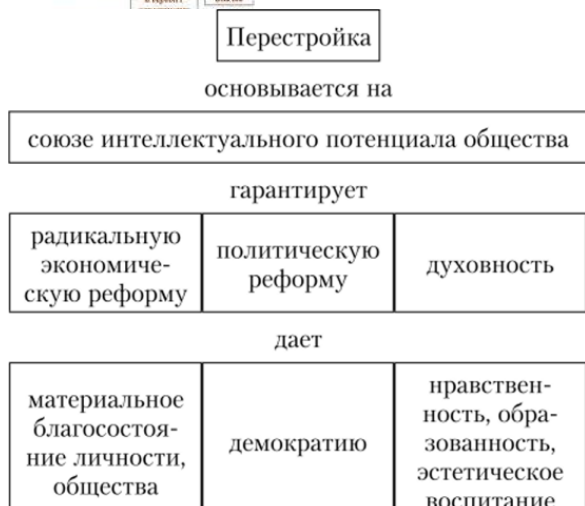 Перестройка
основывается на
союзе интеллектуального потенциала общества
гарантирует
радикальную
экономиче-
скую реформу
политическую
реформу
духовность
дает
материальное
благосостоя-
ние личности,
общества
демократию
нравствен-
ность, обра-
зованность,
эстетическое
воспитание